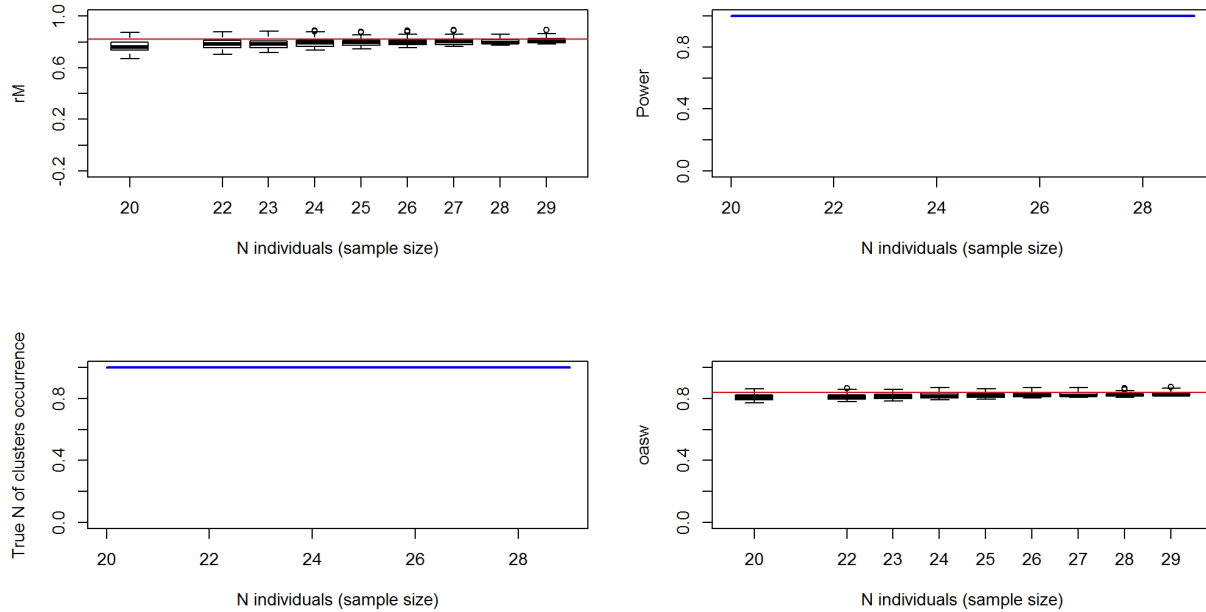 rM
1.0
0.6
0.2
-0.2
20 22 23 24 25 26 27 28 29
N individuals (sample size)
Power
0.8
0.4
0.0
20 22 24 26 28
N individuals (sample size)
True N of clusters occurrence
0.8
0.4
0.0
20 22 24 26 28
N individuals (sample size)
oasw
0.8
0.4
0.0
20 22 23 24 25 26 27 28 29
N individuals (sample size)